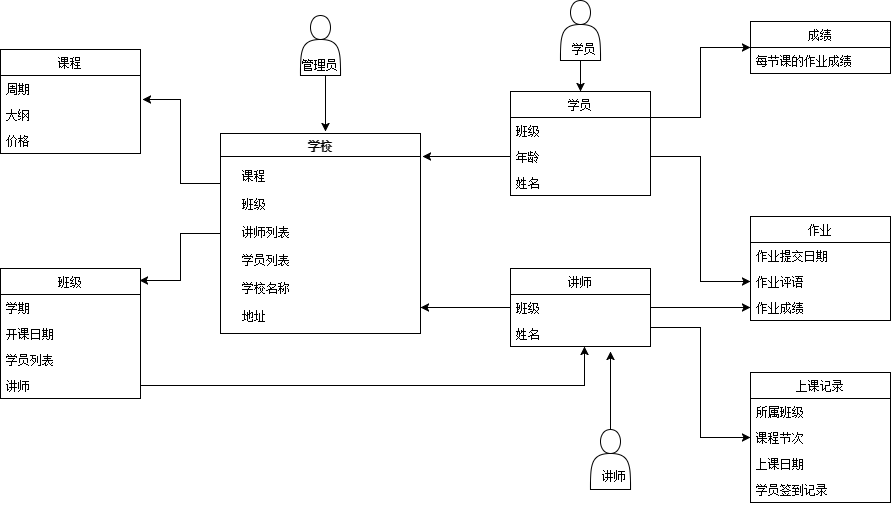 课程
周期
大纲
价格
管理员
学校
课程
班级
讲师列表
学员列表
学校名称
地址
班级
学期
开课日期
学员列表
讲师
学员
学员
班级
年龄
姓名
讲师
班级
姓名
讲师
成绩
每节课的作业成绩
作业
作业提交日期
作业评语
作业成绩
上课记录
所属班级
课程节次
上课日期
学员签到记录